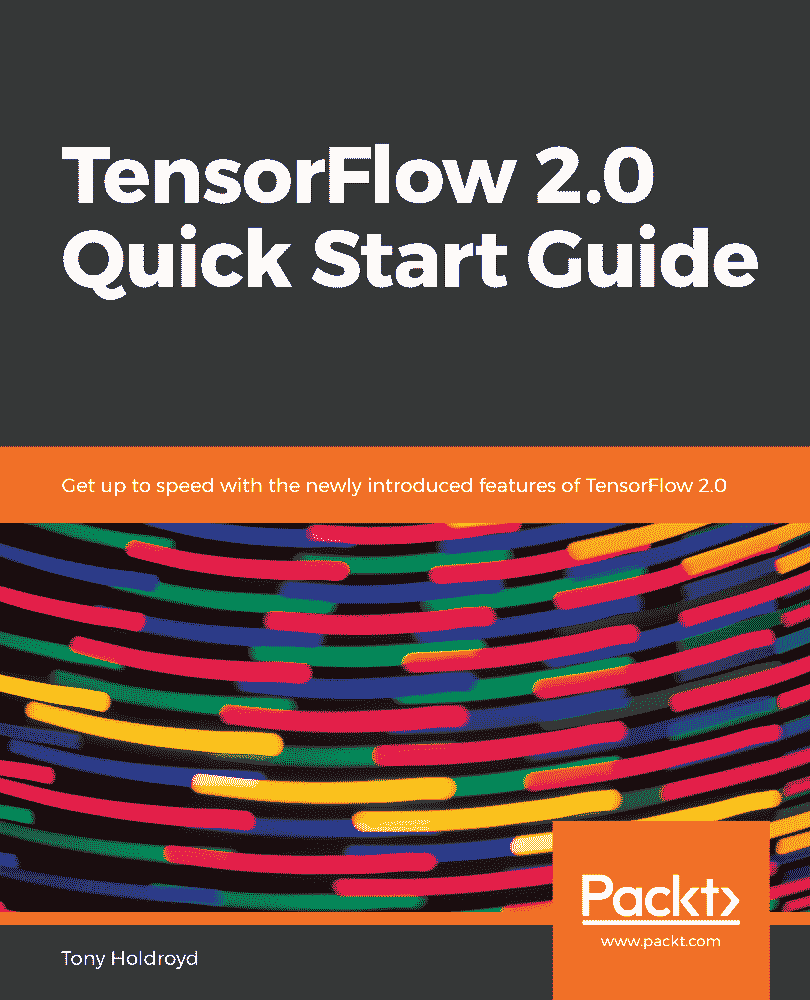 TensorFlow 2.0
Quick Start Guide
Get up to speed with the newly introduced features of TensorFlow 2.0
Packt>
www.packt.com
Tony Holdroyd